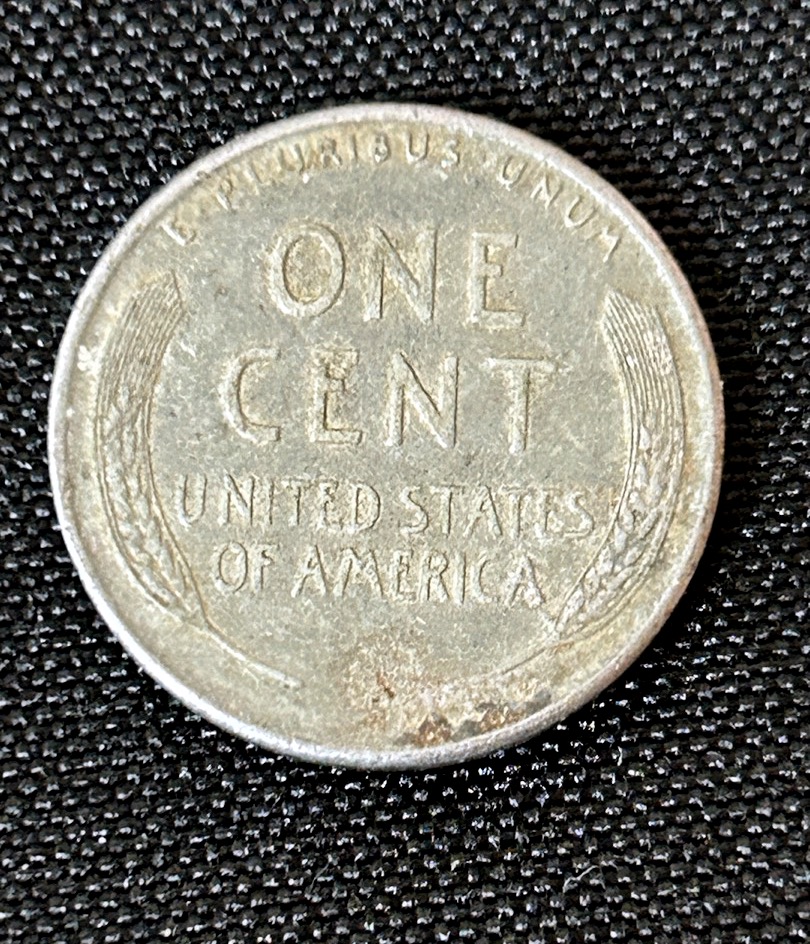 E · PLURIBUS · UNUM
ONE
CENT
UNITED STATES
OF AMERICA